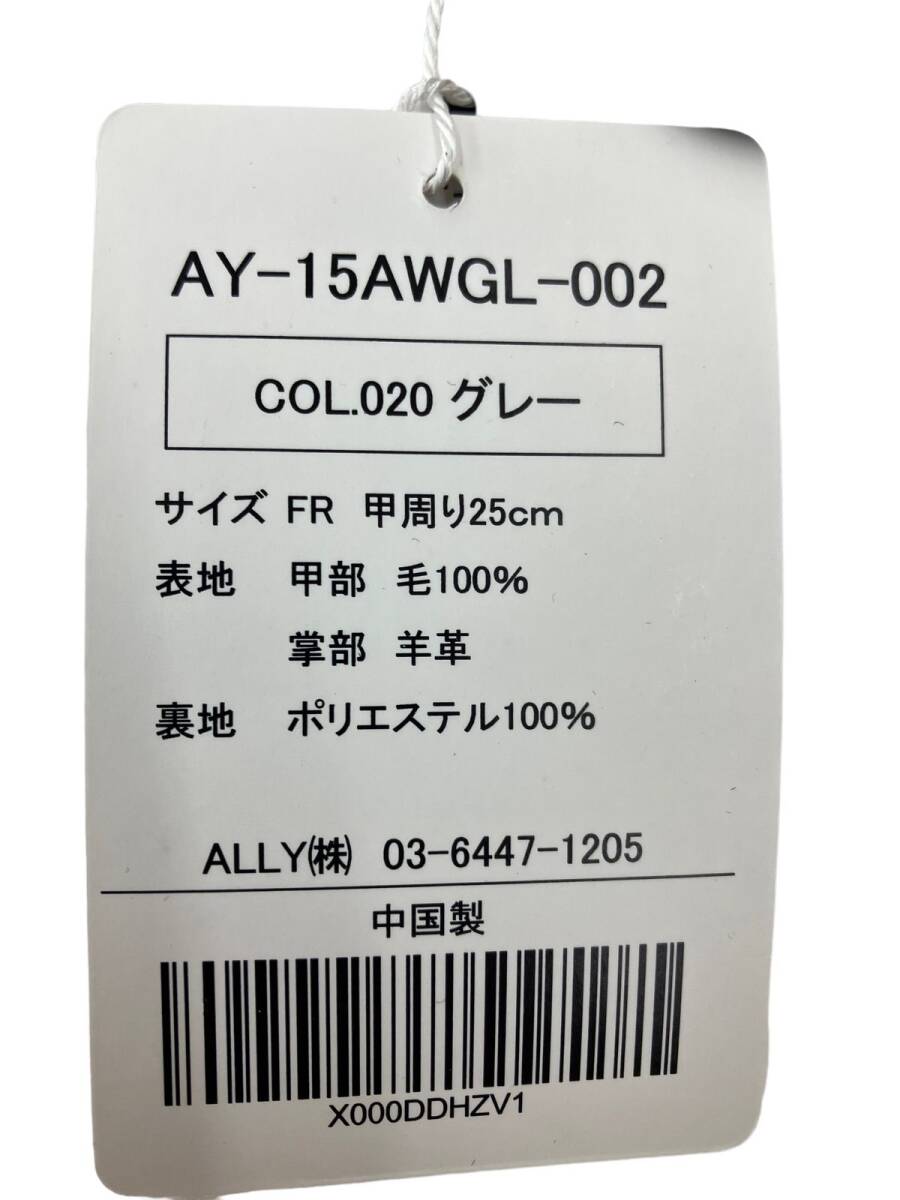 AY-15AWGL-002
COL.020 グレー
サイズ FR 甲周り25cm
表地 甲部 毛100%
掌部 羊革
裏地 ポリエステル100%
ALLY㈱ 03-6447-1205
中国製
X000DDHZV1